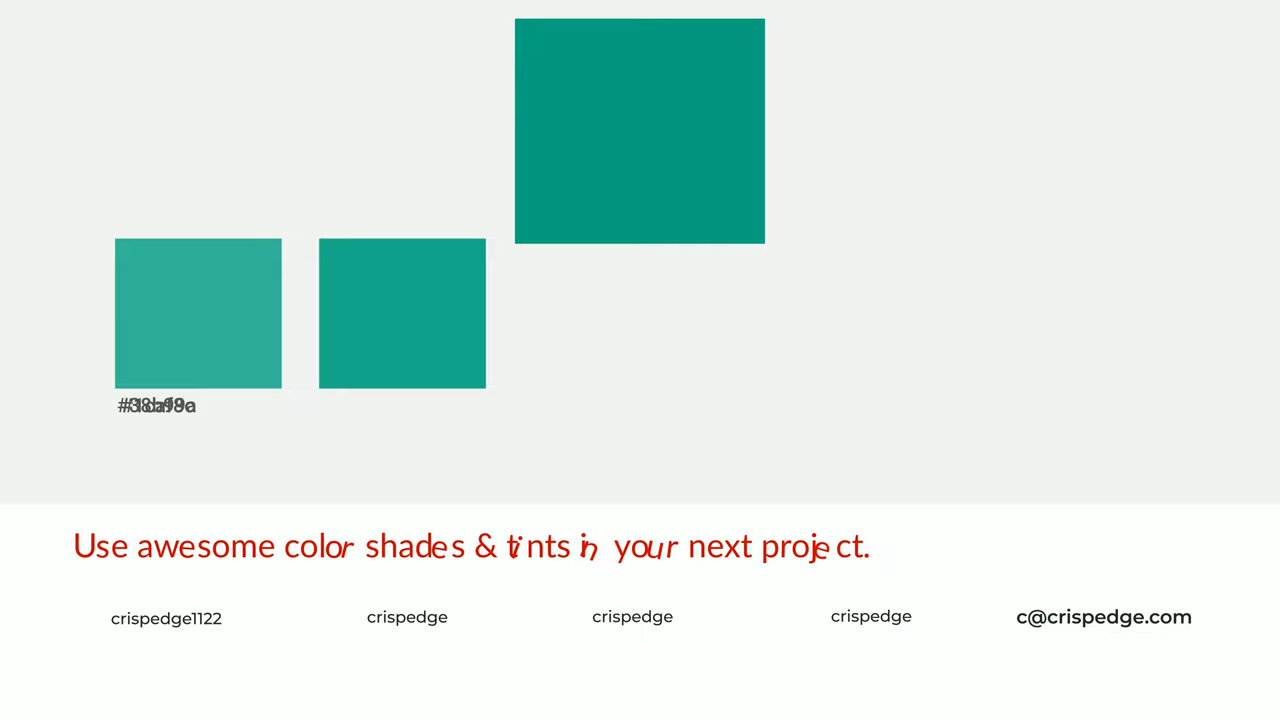 Use awesome color shades & tints in your next project.
crispedge1122 crispedge crispedge crispedge c@crispedge.com